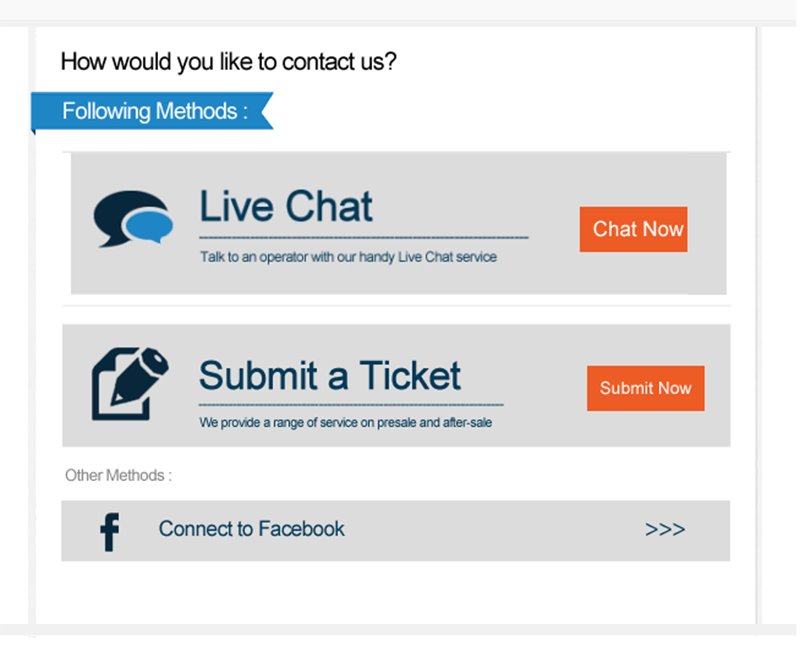 How would you like to contact us?
Following Methods :
Live Chat
Talk to an operator with our handy Live Chat service
Chat Now
Submit a Ticket
We provide a range of service on presale and after-sale
Submit Now
Other Methods :
Connect to Facebook
>>>